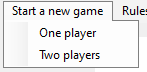 Start a new game Rules
One player
Two players